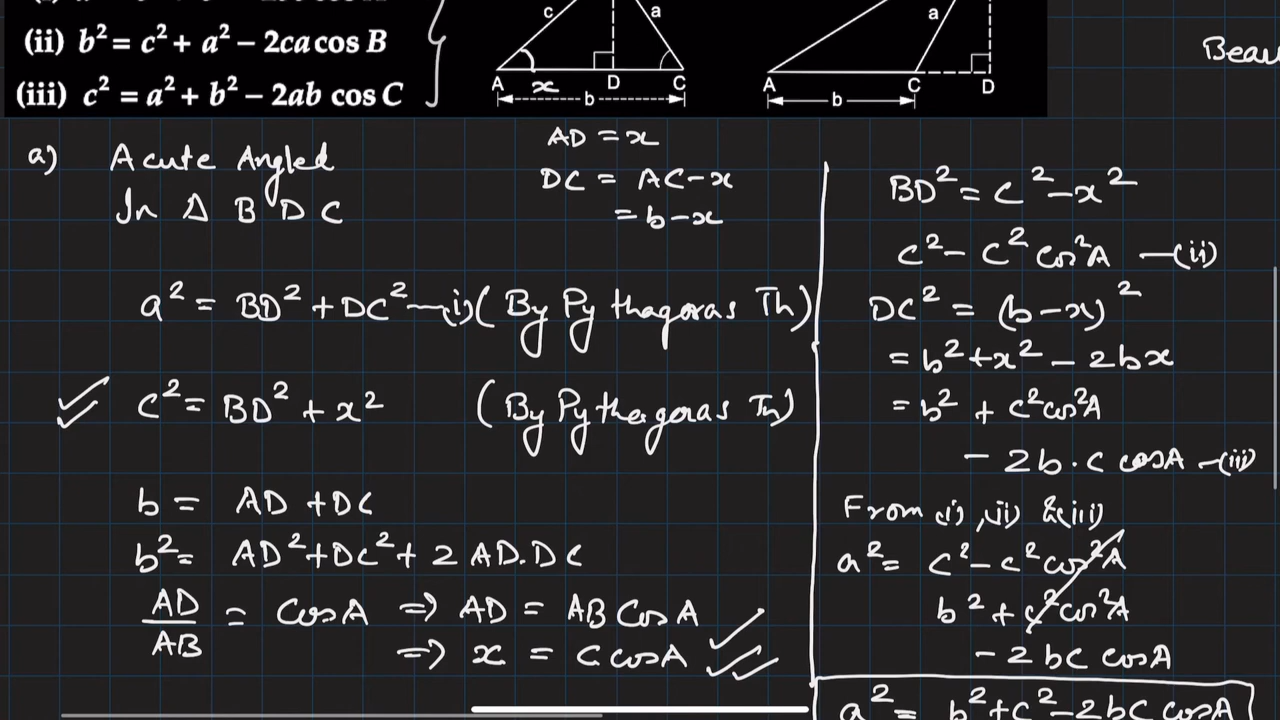 (ii) b² = c² + a² − 2ca cos B
(iii) c² = a² + b² − 2ab cos C
c a
A x D C
b
a
A C D
b
Beau
a) Acute Angled
In Δ BDC
AD = x
DC = AC-x
= b-x
a² = BD² + DC² —(i) (By Pythagoras Th)
c² = BD² + x² (By Pythagoras Th)
b = AD + DC
b² = AD² + DC² + 2 AD.DC
AD/AB = CosA ⇒ AD = AB CosA
⇒ x = c cosA
BD² = c² - x²
c² - c² cos²A —(ii)
DC² = (b-x)²
= b² + x² - 2bx
= b² + c²cos²A
- 2b.c cosA —(iii)
From (i), (ii) & (iii)
a² = c² - c² cos²A
b² + c² cos²A
- 2bc cosA
a² = b² + c² - 2bc cosA